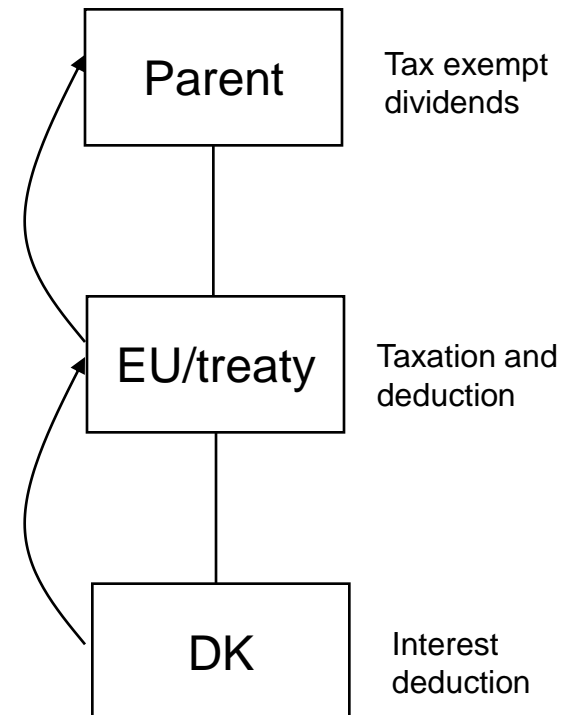 Parent
Tax exempt
dividends
EU/treaty
Taxation and
deduction
DK
Interest
deduction